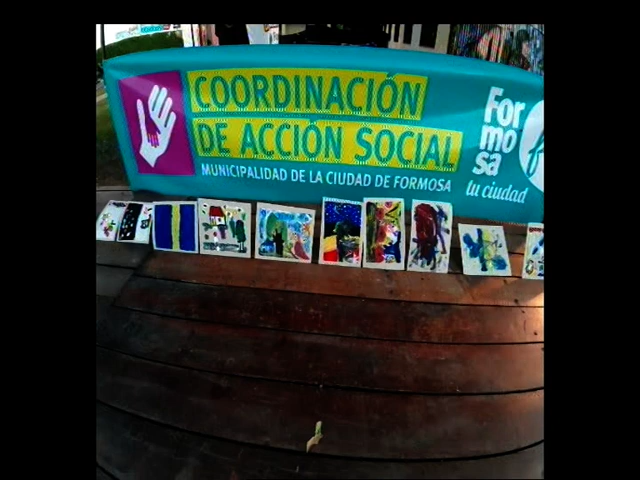 COORDINACIÓN
DE ACCIÓN SOCIAL
MUNICIPALIDAD DE LA CIUDAD DE FORMOSA
For
mo
sa
tu ciudad